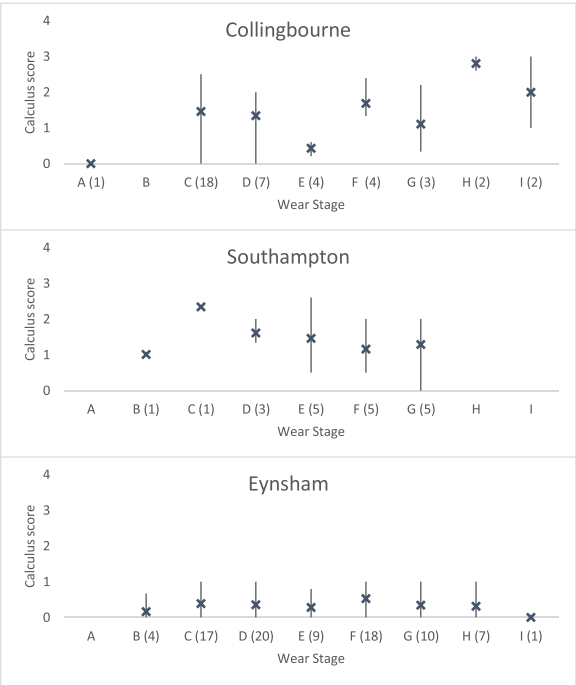 Collingbourne
Calculus score
4
3
2
1
0
A (1) B C (18) D (7) E (4) F (4) G (3) H (2) I (2)
Wear Stage
Southampton
Calculus score
4
3
2
1
0
A B (1) C (1) D (3) E (5) F (5) G (5) H I
Wear Stage
Eynsham
Calculus score
4
3
2
1
0
A B (4) C (17) D (20) E (9) F (18) G (10) H (7) I (1)
Wear Stage